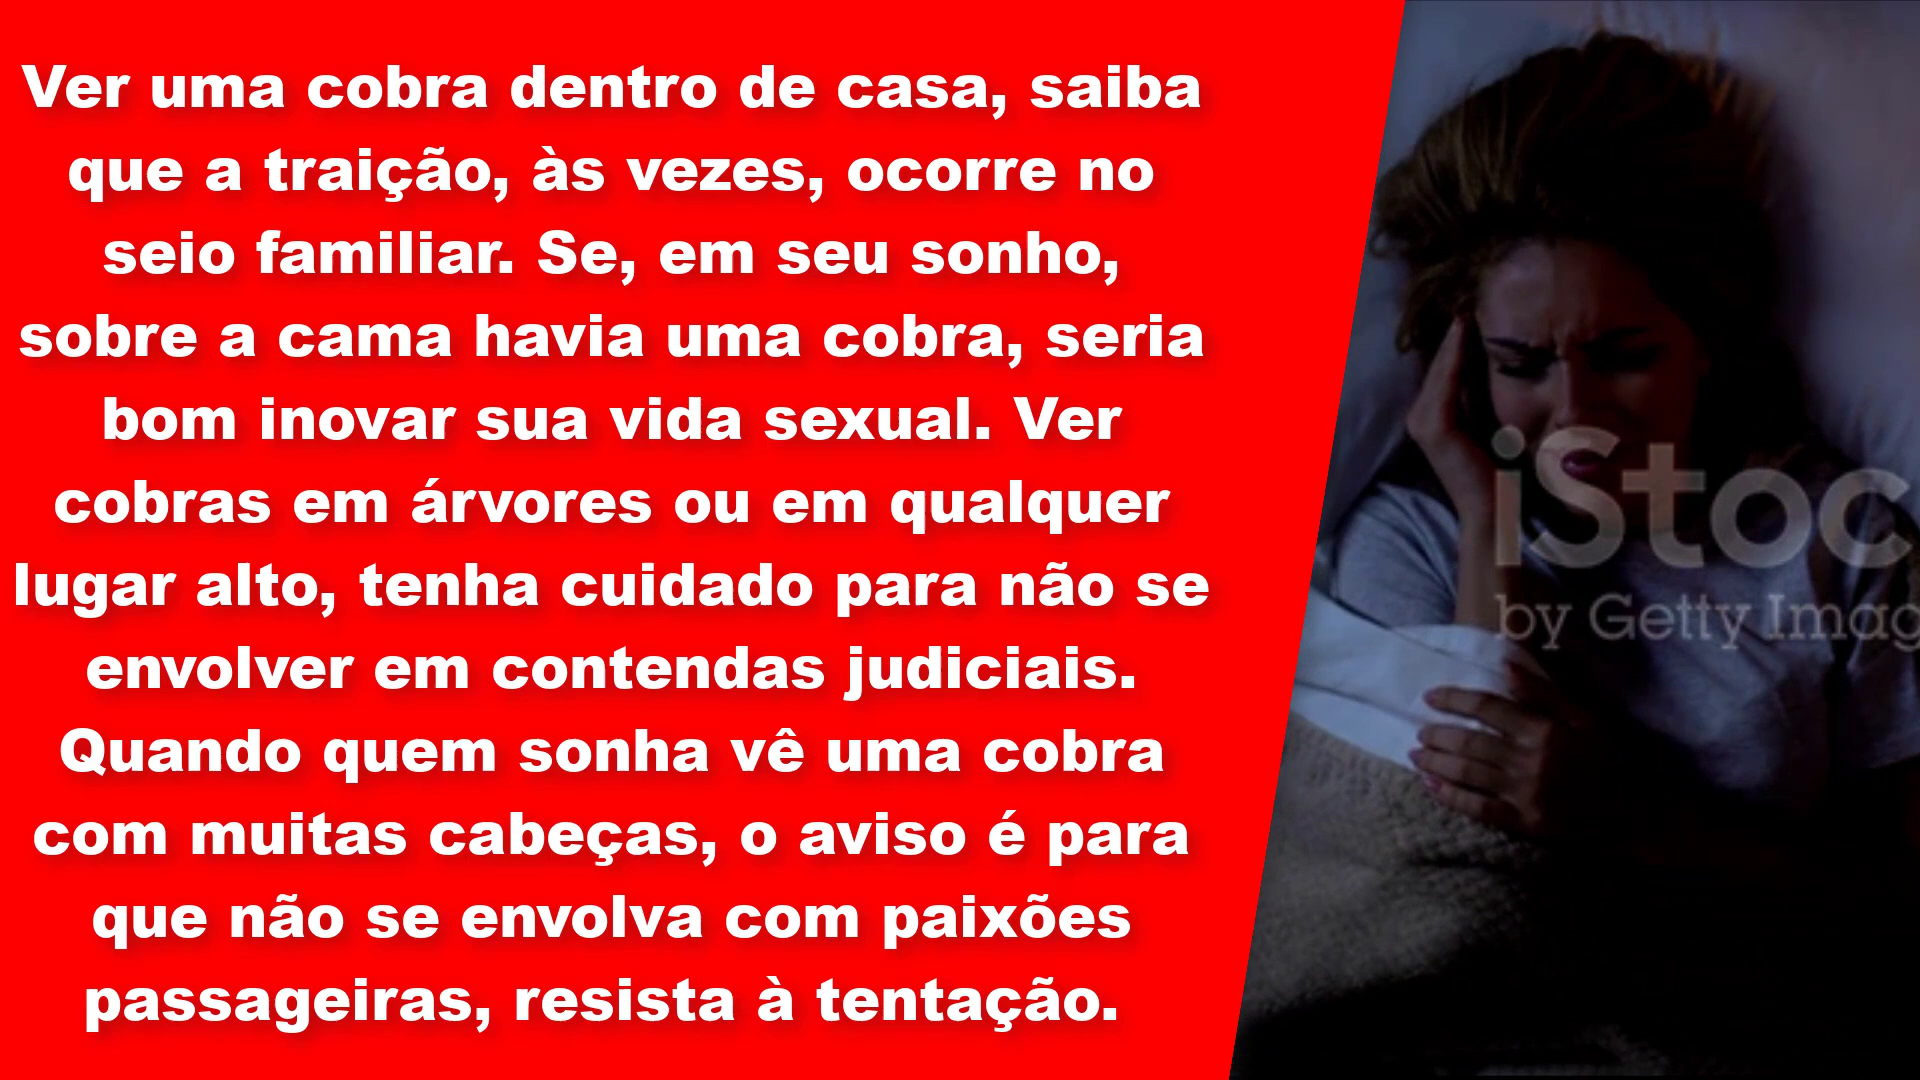 Ver uma cobra dentro de casa, saiba
que a traição, às vezes, ocorre no
seio familiar. Se, em seu sonho,
sobre a cama havia uma cobra, seria
bom inovar sua vida sexual. Ver
cobras em árvores ou em qualquer
lugar alto, tenha cuidado para não se
envolver em contendas judiciais.
Quando quem sonha vê uma cobra
com muitas cabeças, o aviso é para
que não se envolva com paixões
passageiras, resista à tentação.
iStoc
by Getty Imag